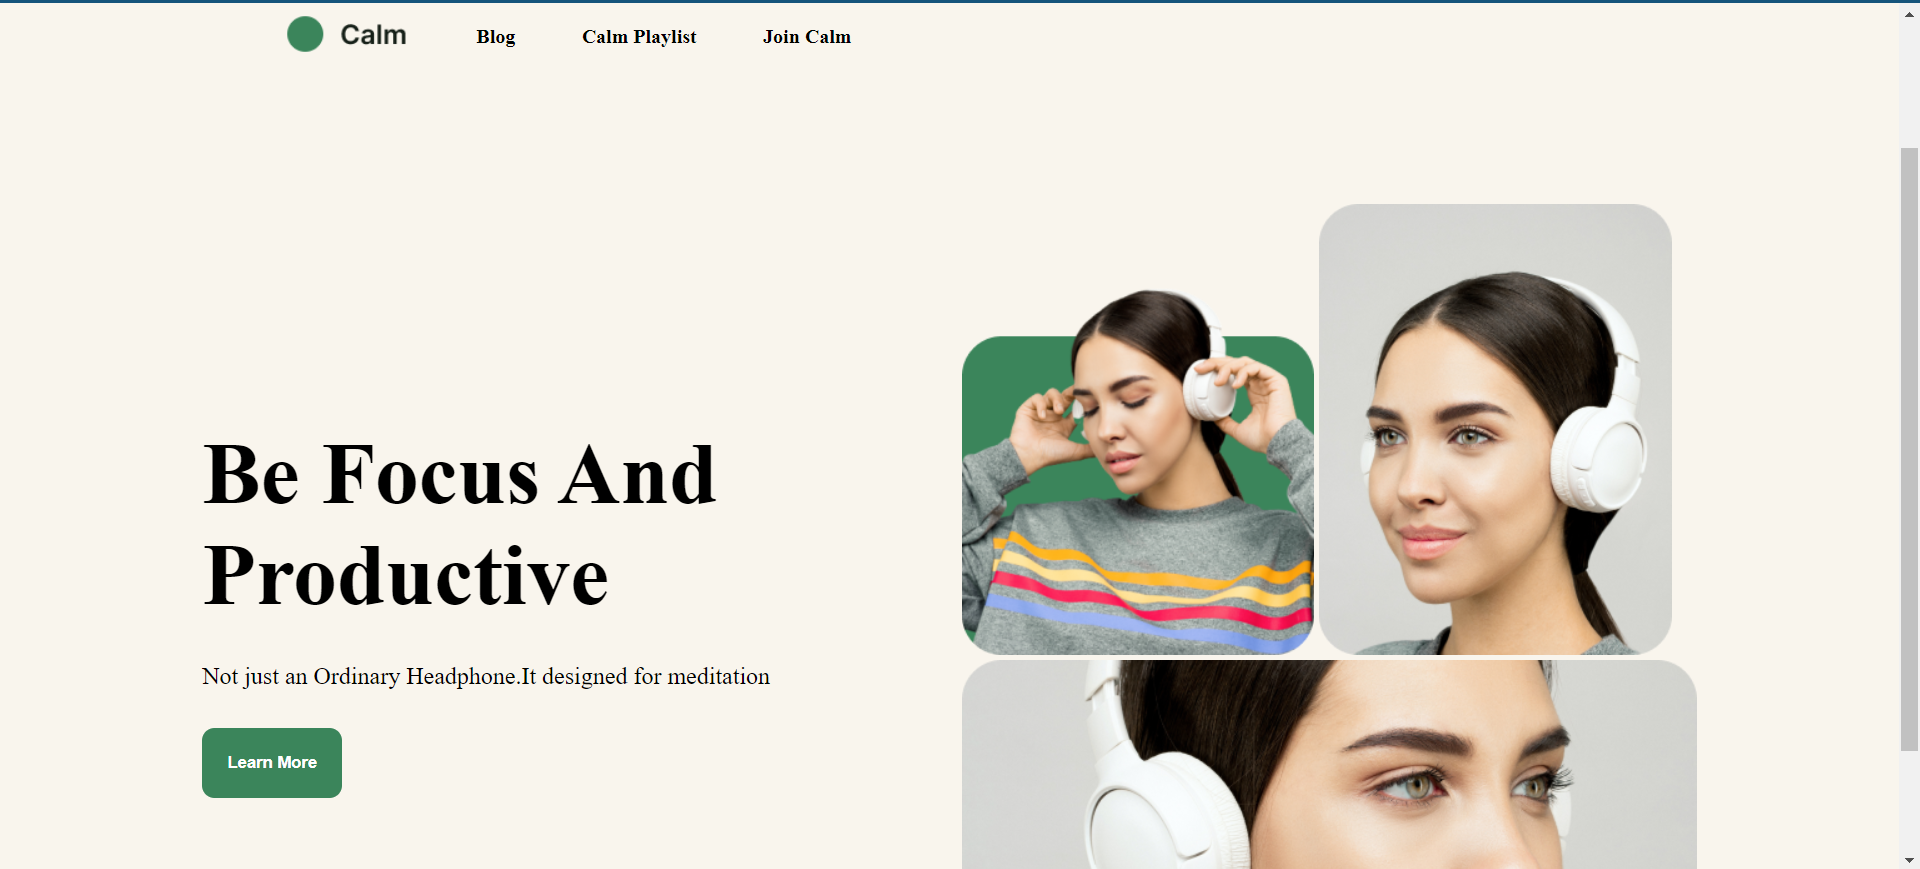 Calm
Blog
Calm Playlist
Join Calm
Be Focus And
Productive
Not just an Ordinary Headphone.It designed for meditation
Learn More